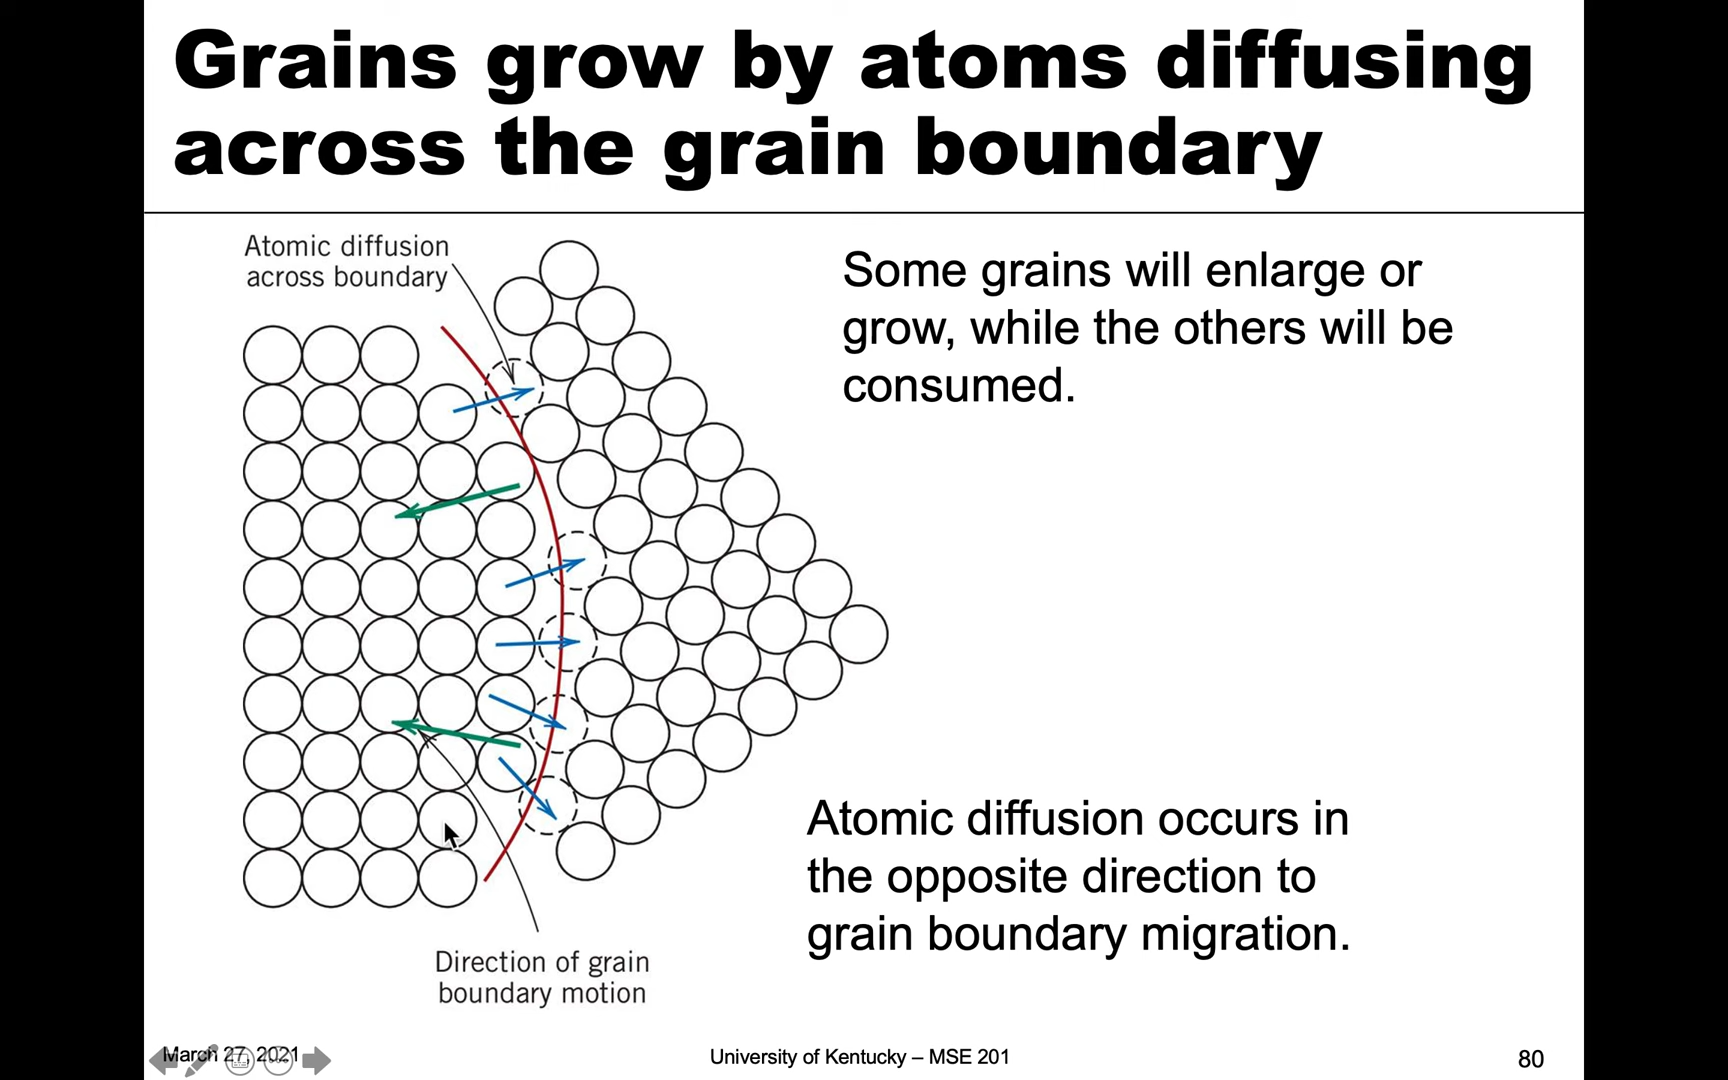 Grains grow by atoms diffusing
across the grain boundary
Atomic diffusion
across boundary
Some grains will enlarge or
grow, while the others will be
consumed.
Atomic diffusion occurs in
the opposite direction to
grain boundary migration.
Direction of grain
boundary motion
March 27, 2021
University of Kentucky – MSE 201
80